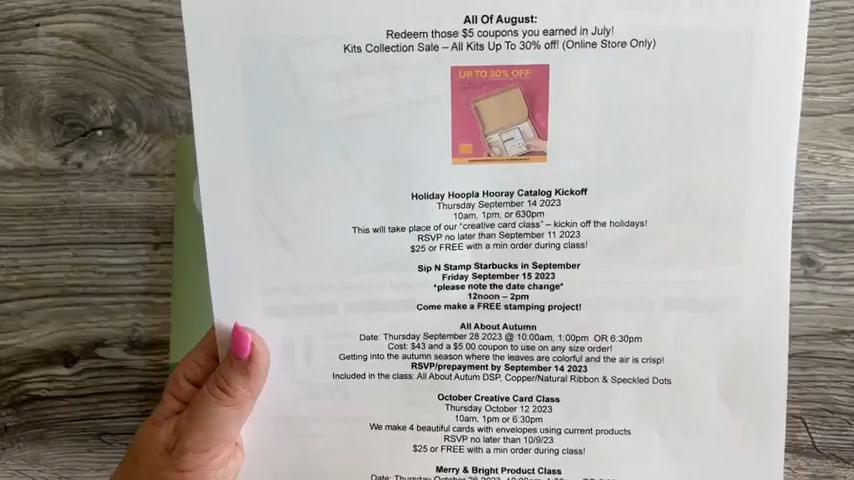 All Of August:
Redeem those $5 coupons you earned in July!
Kits Collection Sale – All Kits Up To 30% off! (Online Store Only)
UP TO 30% OFF
Holiday Hoopla Hooray Catalog Kickoff
Thursday September 14 2023
10am, 1pm, or 630pm
This will take place of our "creative card class" – kickin off the holidays!
RSVP no later than September 11 2023
$25 or FREE with a min order during class!
Sip N Stamp Starbucks in September
Friday September 15 2023
*please note the date change*
12noon – 2pm
Come make a FREE stamping project!
All About Autumn
Date: Thursday September 28 2023 @ 10:00am, 1:00pm OR 6:30pm
Cost: $43 and a $5.00 coupon to use on any size order!
Getting into the autumn season where the leaves are colorful and the air is crisp!
RSVP/prepayment by September 14 2023
Included in the class: All About Autum DSP, Copper/Natural Ribbon & Speckled Dots
October Creative Card Class
Thursday October 12 2023
10am, 1pm or 6:30pm
We make 4 beautiful cards with envelopes using current products
RSVP no later than 10/9/23
$25 or FREE with a min order during class!
Merry & Bright Product Class
Date: Thursday October 26 2023